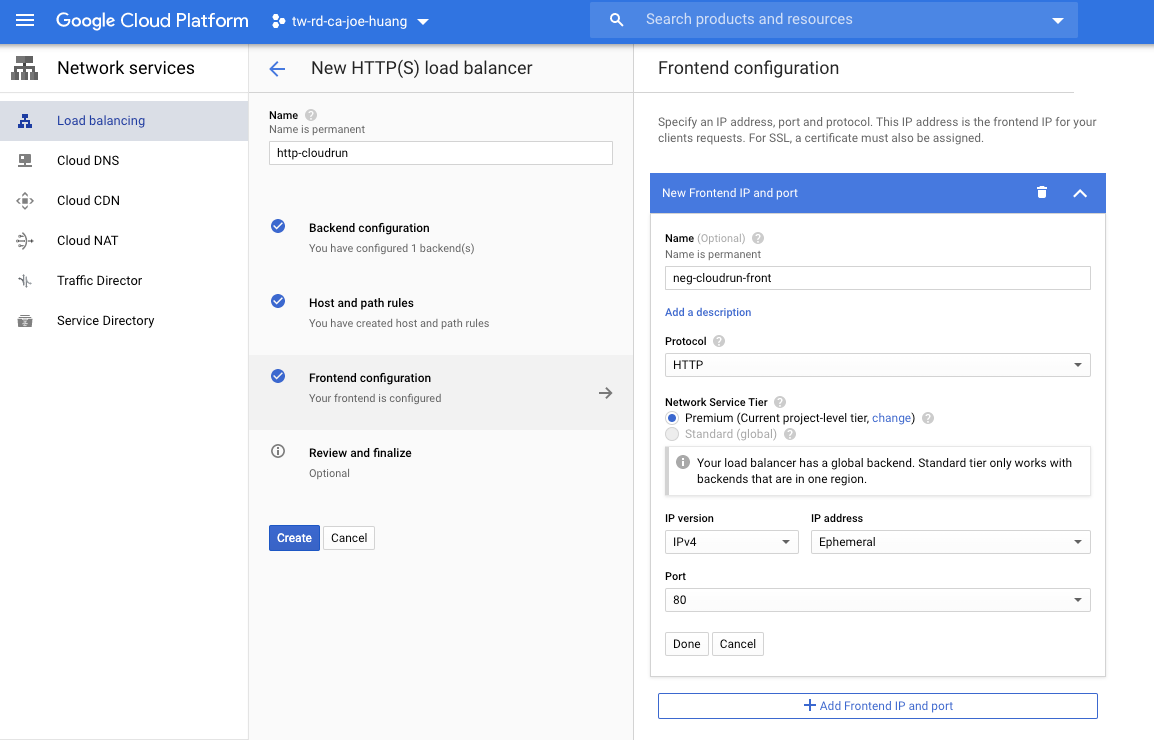 Google Cloud Platform
tw-rd-ca-joe-huang
Search products and resources
Network services
Load balancing
Cloud DNS
Cloud CDN
Cloud NAT
Traffic Director
Service Directory
New HTTP(S) load balancer
Name
Name is permanent
http-cloudrun
Backend configuration
You have configured 1 backend(s)
Host and path rules
You have created host and path rules
Frontend configuration
Your frontend is configured
Review and finalize
Optional
Create Cancel
Frontend configuration
Specify an IP address, port and protocol. This IP address is the frontend IP for your
clients requests. For SSL, a certificate must also be assigned.
New Frontend IP and port
Name (Optional)
Name is permanent
neg-cloudrun-front
Add a description
Protocol
HTTP
Network Service Tier
Premium (Current project-level tier, change)
Standard (global)
Your load balancer has a global backend. Standard tier only works with
backends that are in one region.
IP version IP address
IPv4 Ephemeral
Port
80
Done Cancel
Add Frontend IP and port